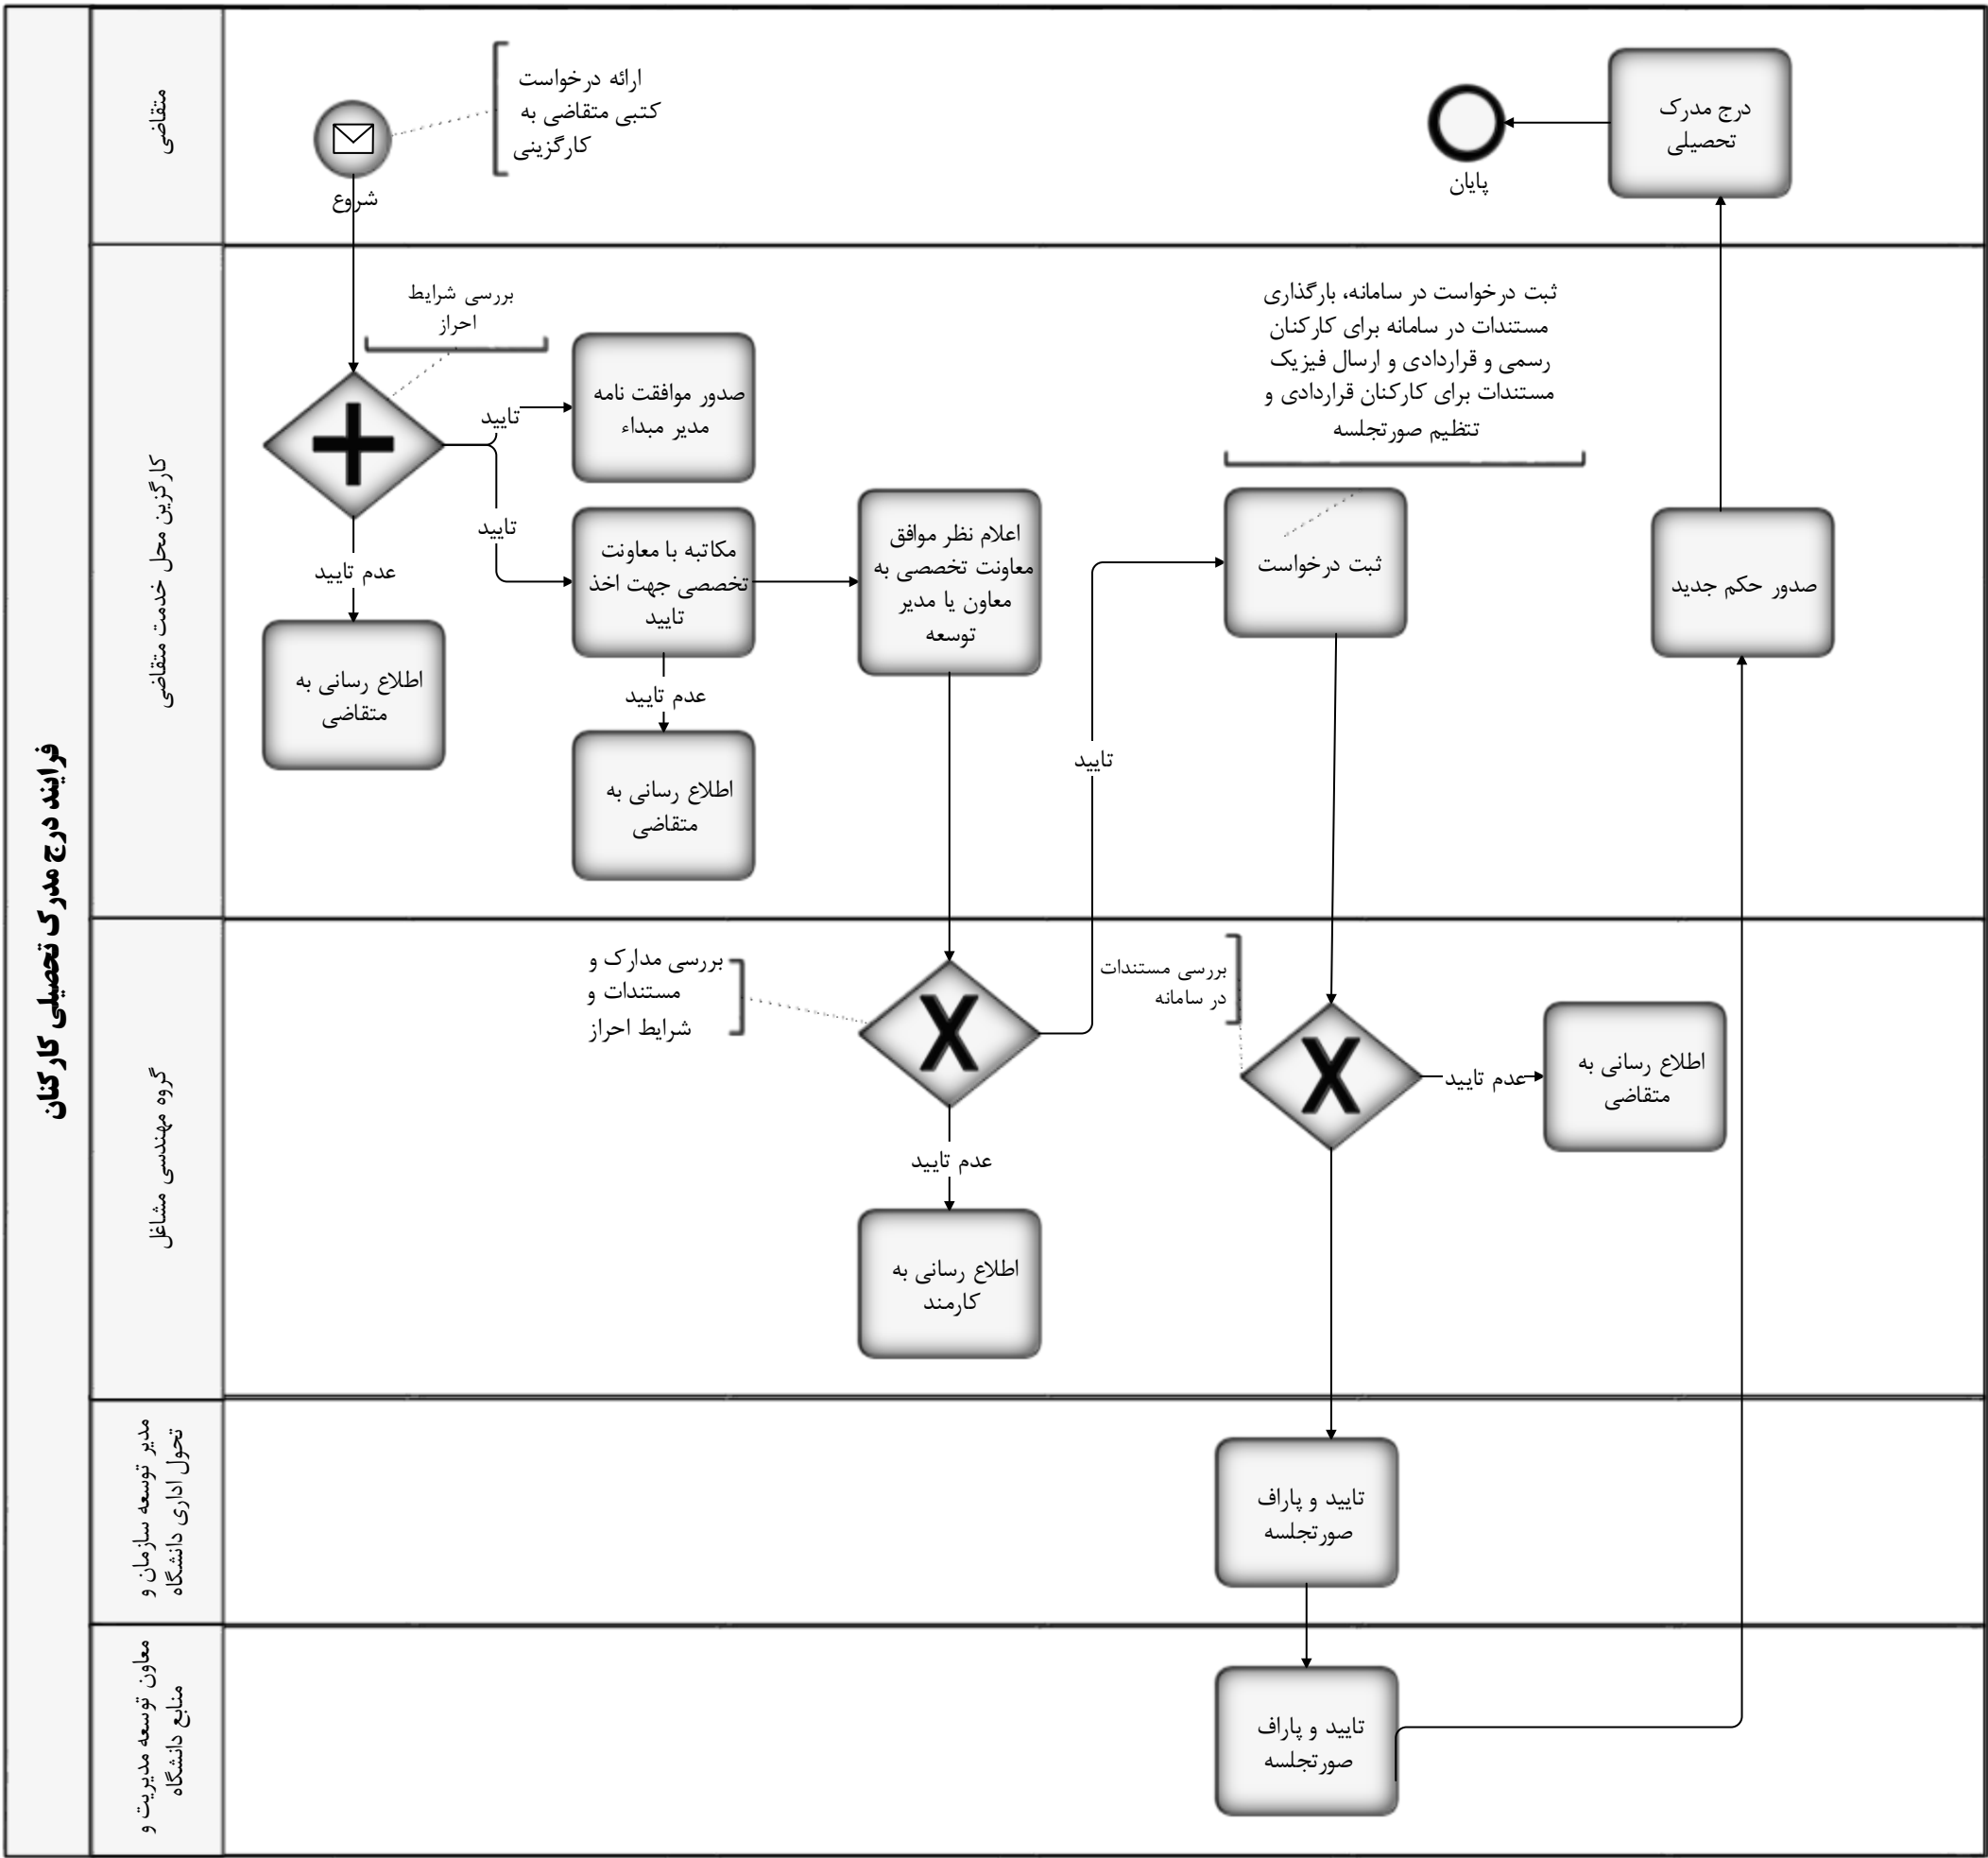 فرایند درج مدرک تحصیلی کارکنان
متقاضی
ارائه درخواست
کتبی متقاضی به
کارگزینی
شروع
درج مدرک
تحصیلی
پایان
کارگزین محل خدمت متقاضی
بررسی شرایط
احراز
تایید
صدور موافقت نامه
مدیر مبداء
تایید
مکاتبه با معاونت
تخصصی جهت اخذ
تایید
عدم تایید
اطلاع رسانی به
متقاضی
عدم تایید
اطلاع رسانی به
متقاضی
اعلام نظر موافق
معاونت تخصصی به
معاون یا مدیر
توسعه
تایید
ثبت درخواست در سامانه، بارگذاری
مستندات در سامانه برای کارکنان
رسمی و قراردادی و ارسال فیزیک
مستندات برای کارکنان قراردادی و
تتظیم صورتجلسه
ثبت درخواست
صدور حکم جدید
گروه مهندسی مشاغل
بررسی مدارک و
مستندات و
شرایط احراز
X
عدم تایید
اطلاع رسانی به
کارمند
بررسی مستندات
در سامانه
X
عدم تایید
اطلاع رسانی به
متقاضی
مدیر توسعه سازمان و
تحول اداری دانشگاه
تایید و پاراف
صورتجلسه
معاون توسعه مدیریت و
منابع دانشگاه
تایید و پاراف
صورتجلسه